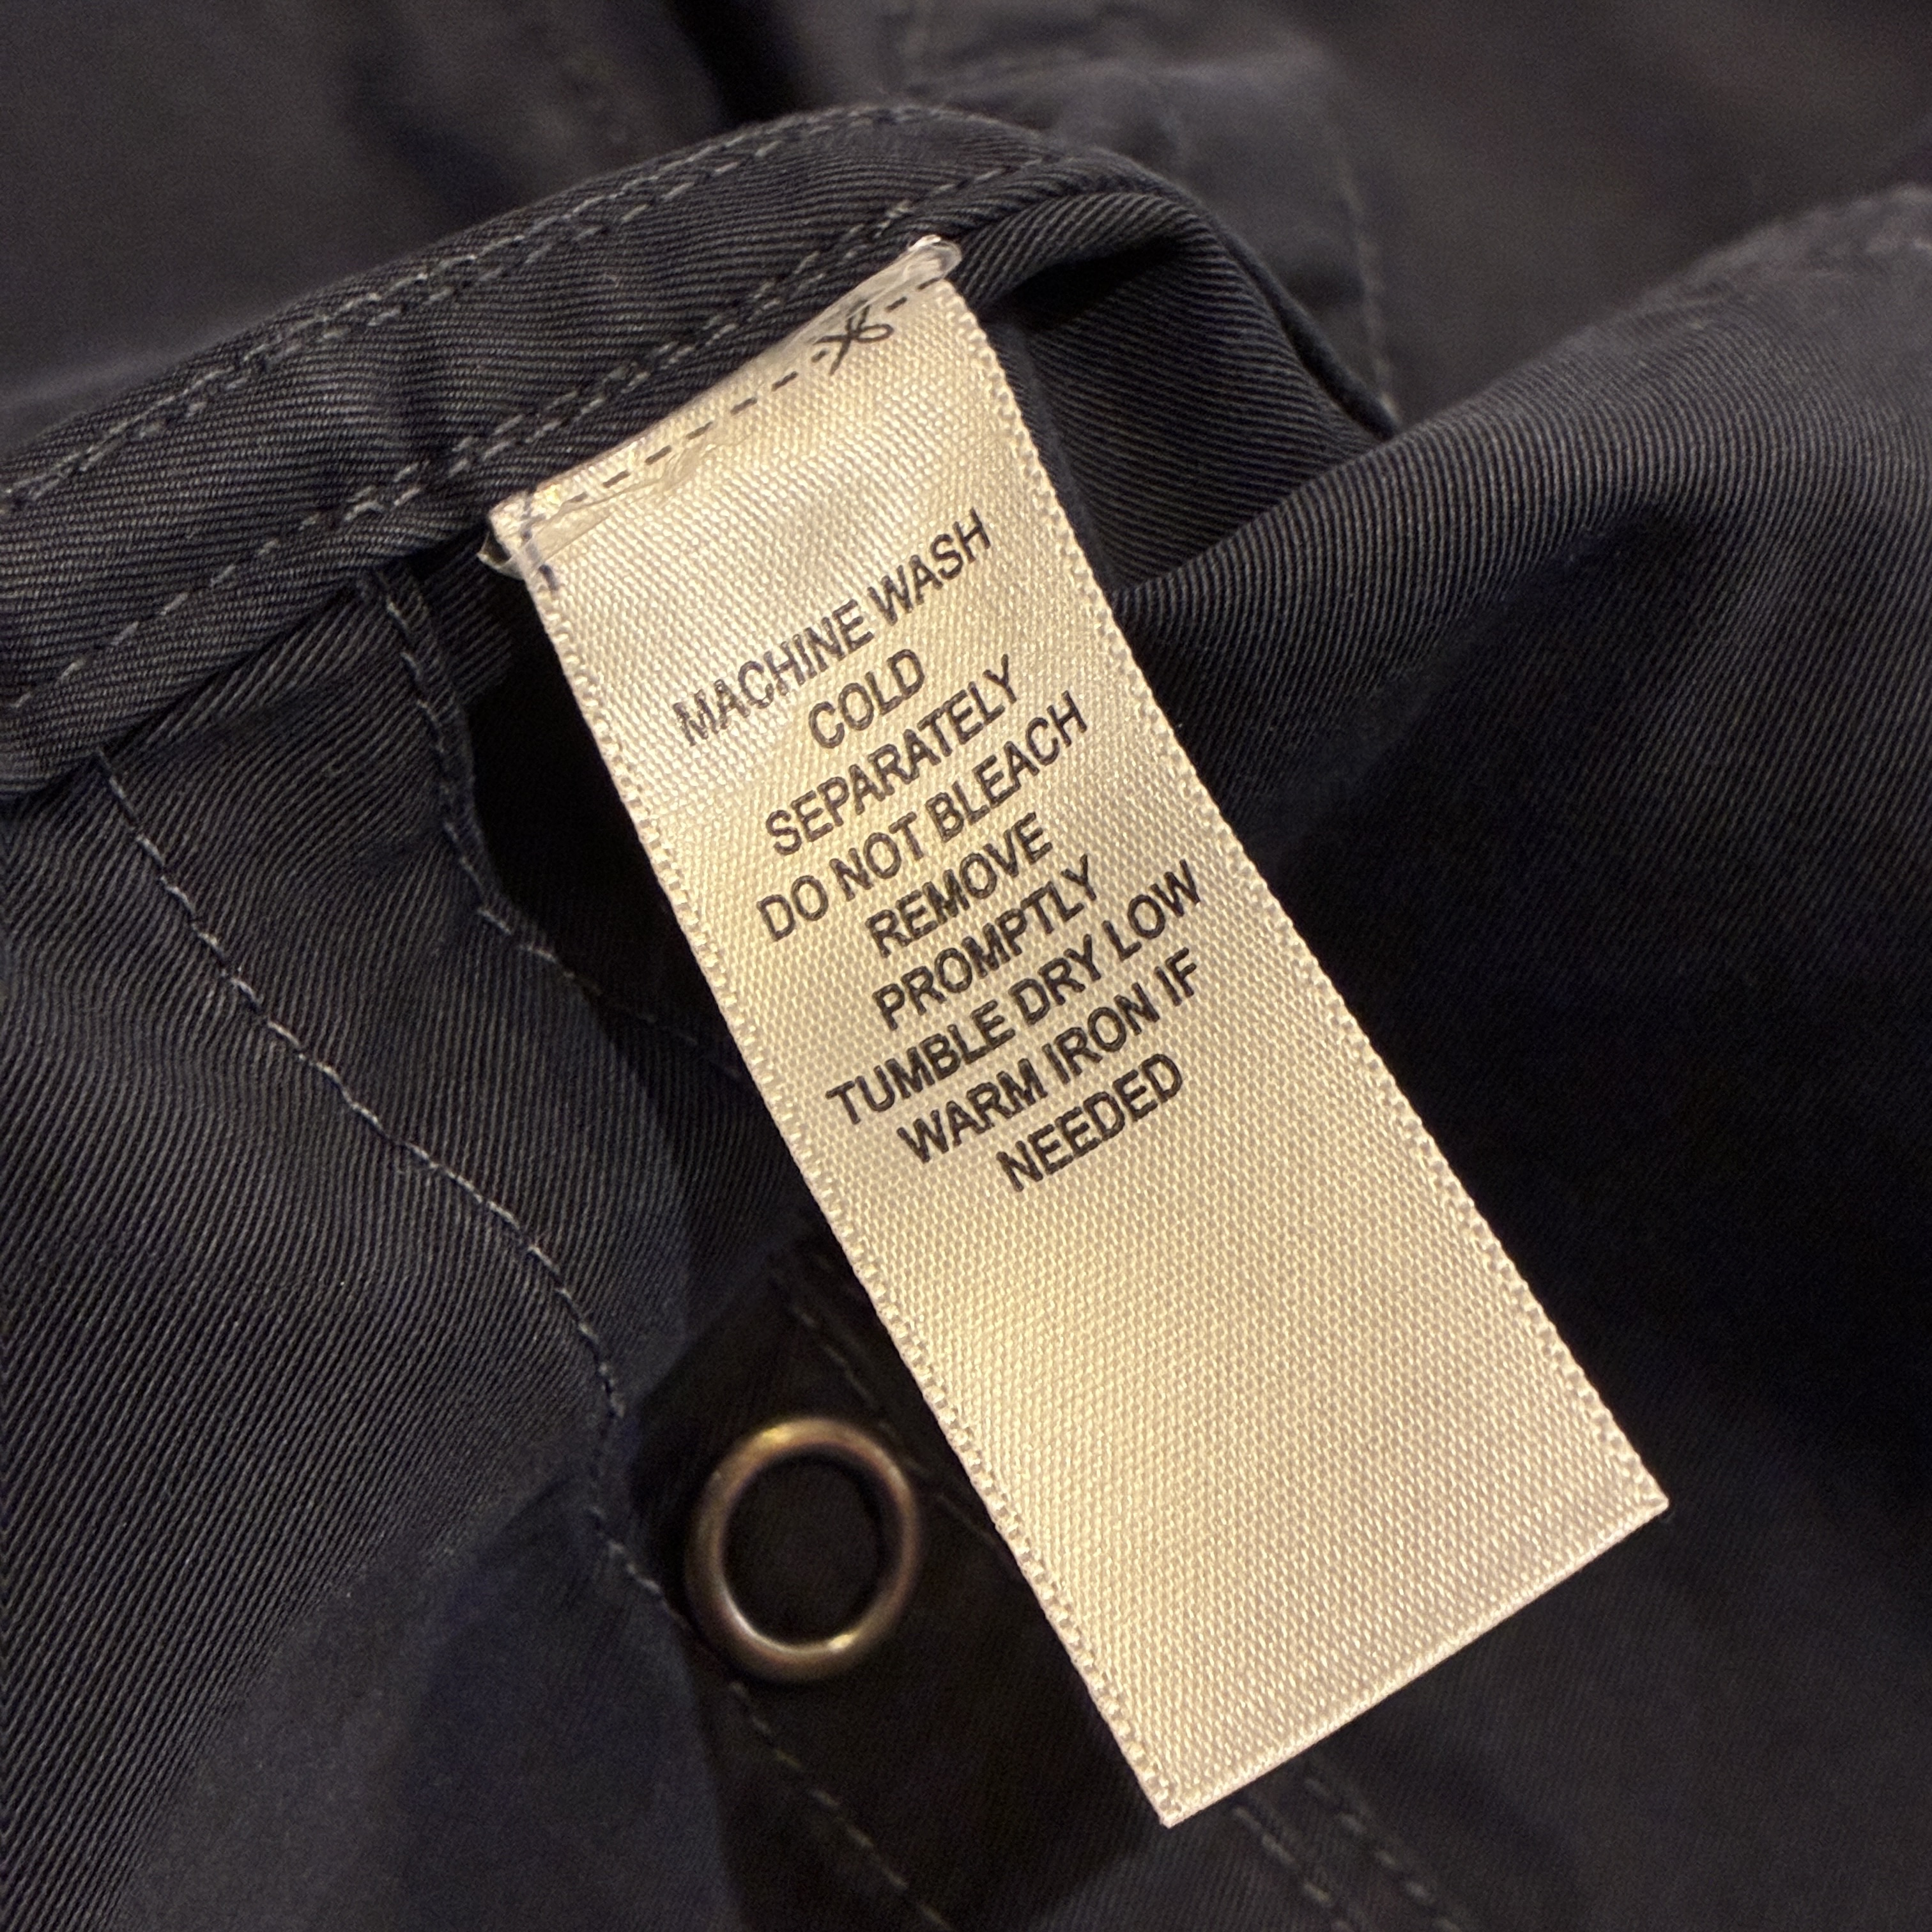 MACHINE WASH
COLD
SEPARATELY
DO NOT BLEACH
REMOVE
PROMPTLY
TUMBLE DRY LOW
WARM IRON IF
NEEDED